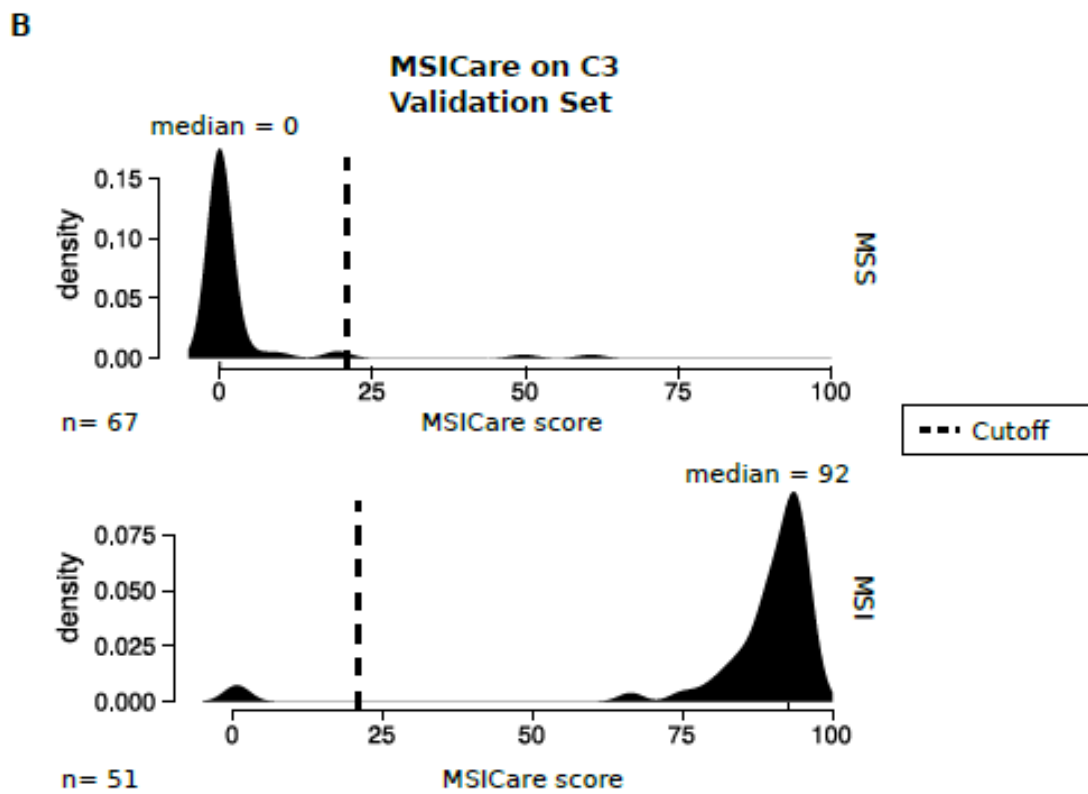 B
MSICare on C3
Validation Set
median = 0
density
0.15
0.10
0.05
0.00
0 25 50 75 100
MSICare score
n= 67
MSS
Cutoff
median = 92
density
0.075
0.050
0.025
0.000
0 25 50 75 100
MSICare score
n= 51
MSI